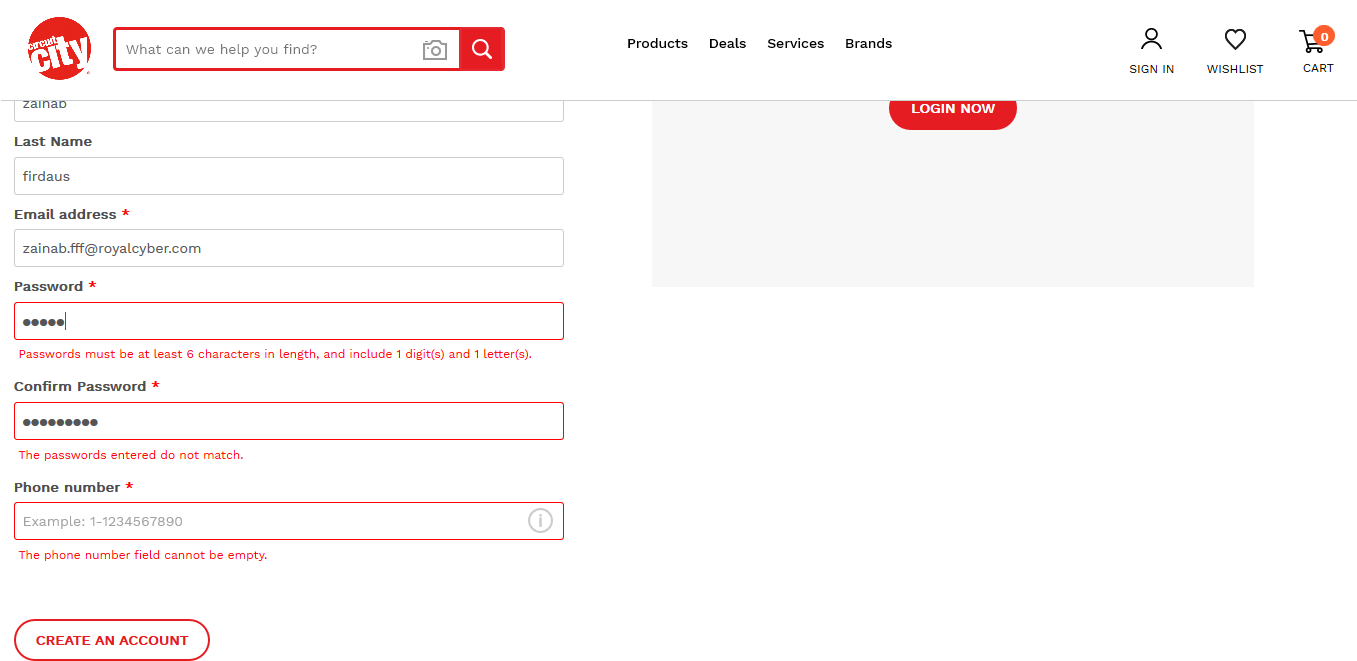 circuit
city
What can we help you find?
Products
Deals
Services
Brands
SIGN IN
WISHLIST
0
CART
zainab
LOGIN NOW
Last Name
firdaus
Email address *
zainab.fff@royalcyber.com
Password *
●●●●●
Passwords must be at least 6 characters in length, and include 1 digit(s) and 1 letter(s).
Confirm Password *
●●●●●●●●●
The passwords entered do not match.
Phone number *
Example: 1-1234567890
The phone number field cannot be empty.
CREATE AN ACCOUNT